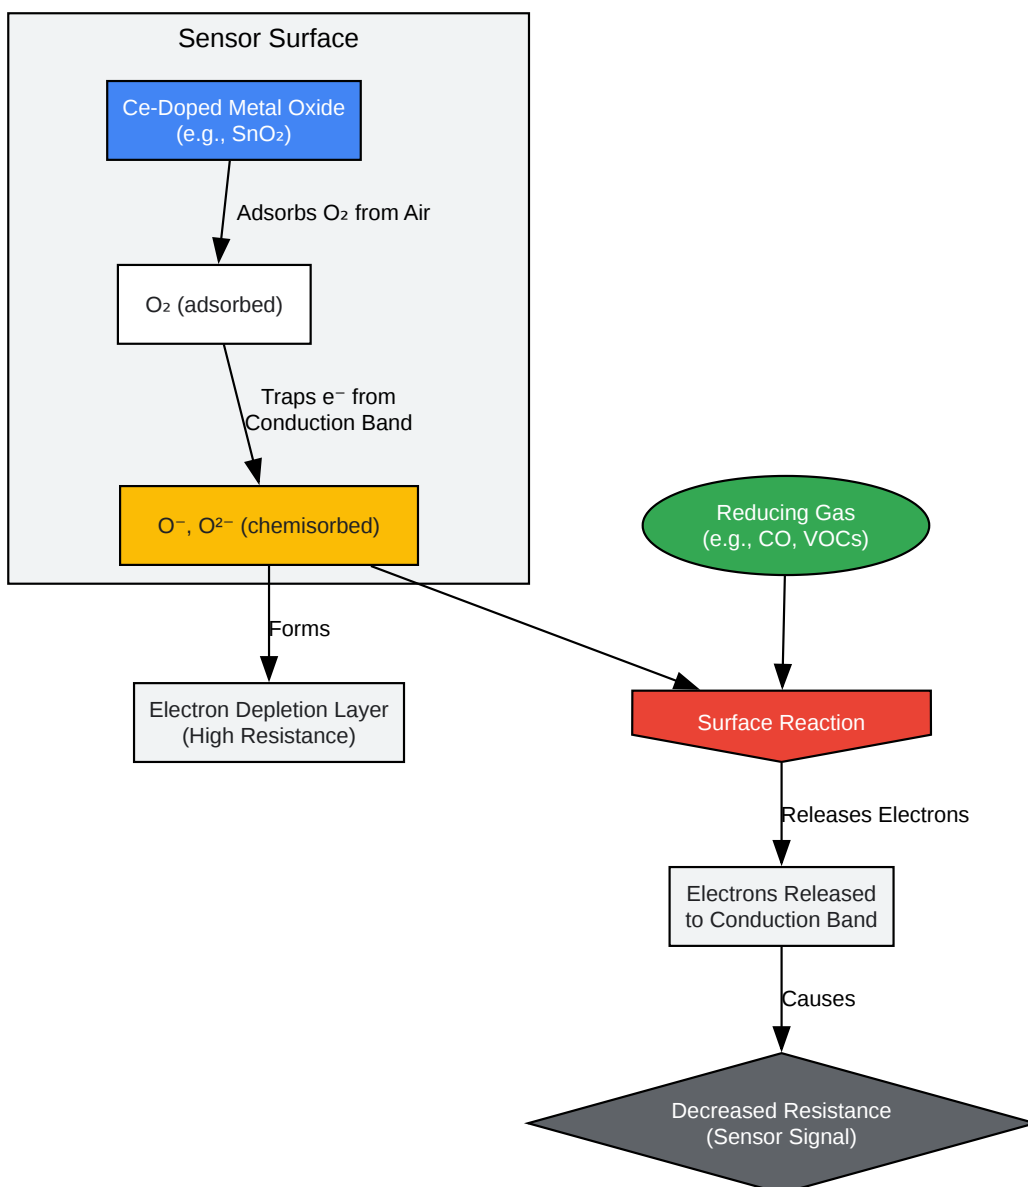 Sensor Surface
Ce-Doped Metal Oxide
(e.g., SnO₂)
Adsorbs O₂ from Air
O₂ (adsorbed)
Traps e⁻ from
Conduction Band
O⁻, O²⁻ (chemisorbed)
Reducing Gas
(e.g., CO, VOCs)
Forms
Electron Depletion Layer
(High Resistance)
Surface Reaction
Releases Electrons
Electrons Released
to Conduction Band
Causes
Decreased Resistance
(Sensor Signal)